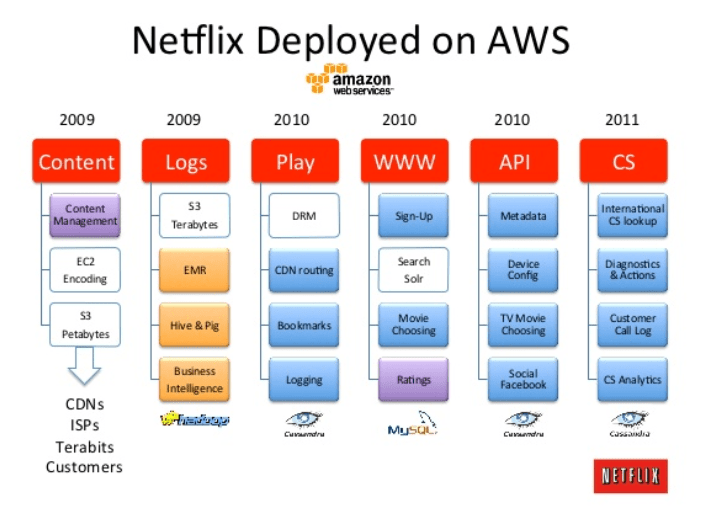 Netflix Deployed on AWS
amazon
webservices™
2009
2009
2010
2010
2010
2011
Content
Logs
Play
WWW
API
CS
Content
Management
EC2
Encoding
S3
Petabytes
CDNs
ISPs
Terabits
Customers
S3
Terabytes
EMR
Hive & Pig
Business
Intelligence
hadoop
DRM
CDN routing
Bookmarks
Logging
Cassandra
Sign-Up
Search
Solr
Movie
Choosing
Ratings
MySQL
Metadata
Device
Config
TV Movie
Choosing
Social
Facebook
Cassandra
International
CS lookup
Diagnostics
& Actions
Customer
Call Log
CS Analytics
Cassandra
NETFLIX